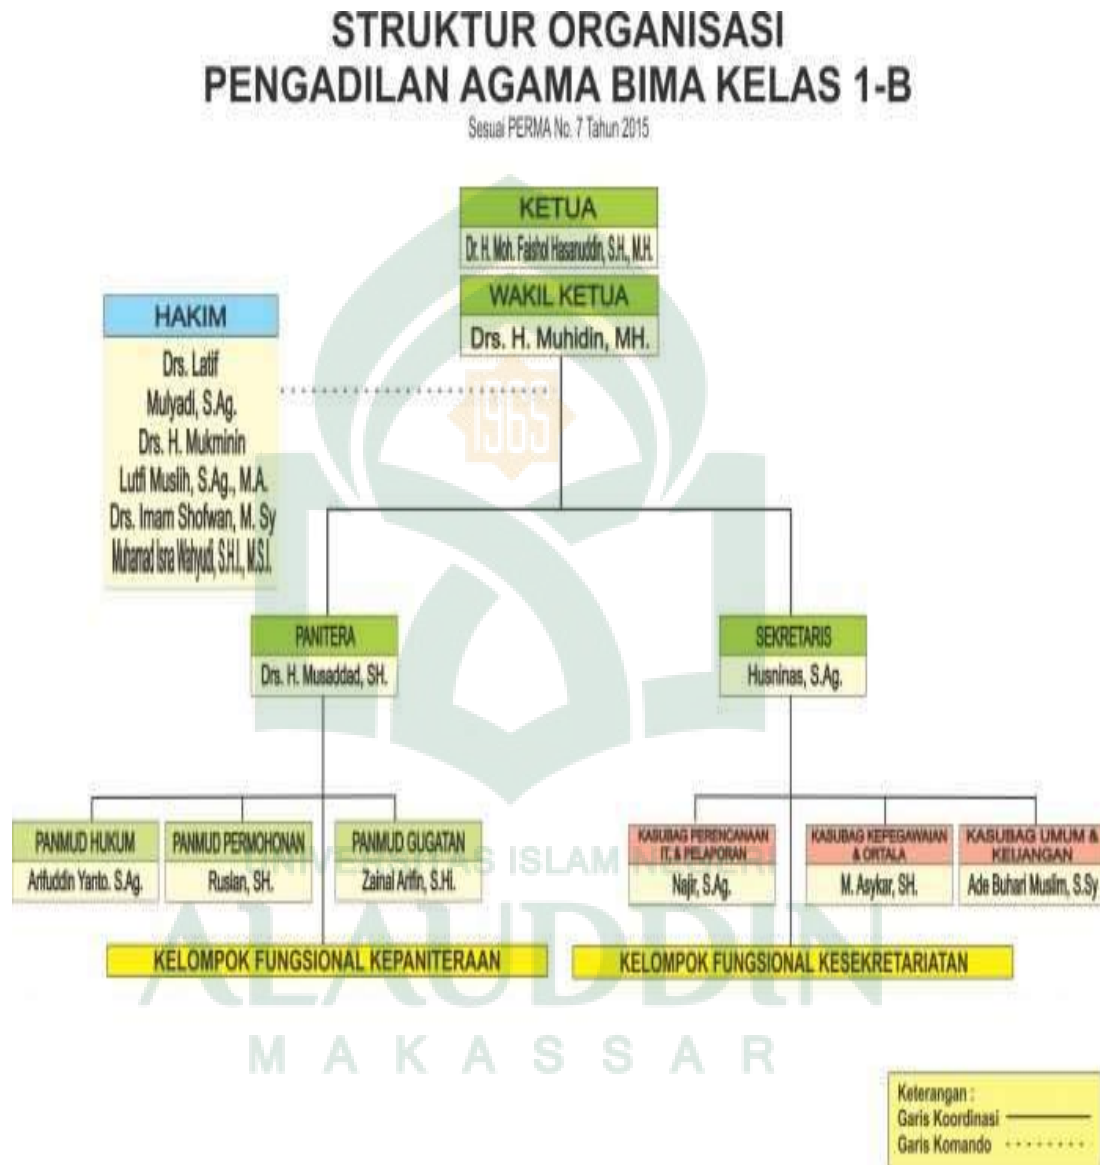 STRUKTUR ORGANISASI
PENGADILAN AGAMA BIMA KELAS 1-B
Sesuai PERMA No. 7 Tahun 2015
KETUA
Dr. H. Moh. Faishol Hasanuddin, S.H., M.H.
WAKIL KETUA
Drs. H. Muhidin, MH.
HAKIM
Drs. Latif
Mulyadi, S.Ag.
Drs. H. Mukminin
Lutfi Muslih, S.Ag., M.A.
Drs. Imam Shofwan, M. Sy
Muhamad Isna Wahyudi, S.H.I., M.S.I.
1965
PANITERA
Drs. H. Musaddad, SH.
SEKRETARIS
Husninas, S.Ag.
PANMUD HUKUM
Arifuddin Yanto. S.Ag.
PANMUD PERMOHONAN
Ruslan, SH.
PANMUD GUGATAN
Zainal Arifin, S.Hi.
KASUBAG PERENCANAAN
IT, & PELAPORAN
Najir, S.Ag.
KASUBAG KEPEGAWAIAN
& ORTALA
M. Asykar, SH.
KASUBAG UMUM &
KEUANGAN
Ade Buhari Muslim, S.Sy
UNIVERSITAS ISLAM NEGERI
KELOMPOK FUNGSIONAL KEPANITERAAN
KELOMPOK FUNGSIONAL KESEKRETARIATAN
ALAUDDIN
MAKASSAR
Keterangan :
Garis Koordinasi
Garis Komando